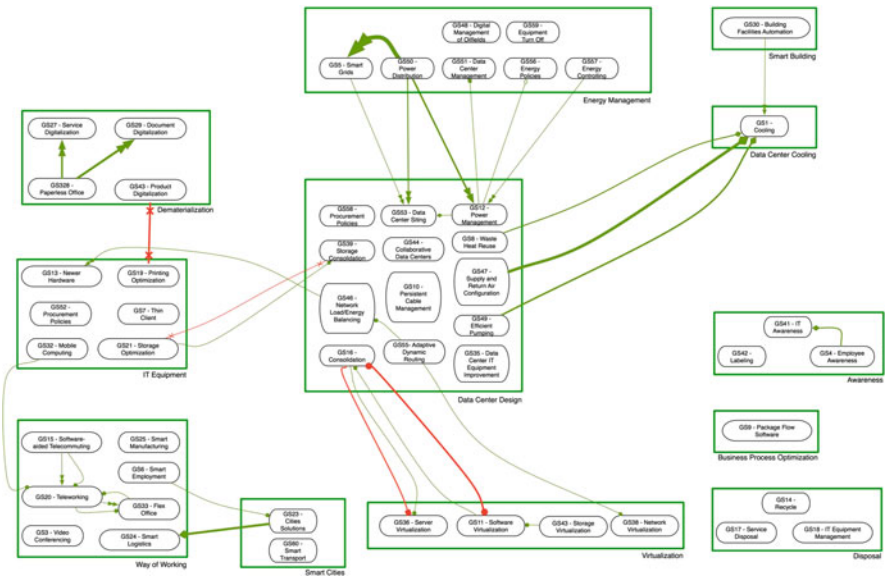 GS48 - Digital
Management
of Oilfields
GS59 -
Equipment
Turn Off
GS5 - Smart
Grids
GS50 -
Power
Distribution
GS51 - Data
Center
Management
GS56 -
Energy
Policies
GS57 -
Energy
Controlling
Energy Management
GS30 - Building
Facilities Automation
Smart Building
GS1 -
Cooling
Data Center Cooling
GS27 - Service
Digitalization
GS29 - Document
Digitalization
GS328 -
Paperless Office
GS43 - Product
Digitalization
Dematerialization
GS58 -
Procurement
Policies
GS53 - Data
Center Siting
GS12 -
Power
Management
GS39 -
Storage
Consolidation
GS44 -
Collaborative
Data Centers
GS8 - Waste
Heat Reuse
GS46 -
Network
Load/Energy
Balancing
GS10 -
Persistent
Cable
Management
GS47 -
Supply and
Return Air
Configuration
GS49 -
Efficient
Pumping
GS16 -
Consolidation
GS55- Adaptive
Dynamic
Routing
GS35 - Data
Center IT
Equipment
Improvement
Data Center Design
GS13 - Newer
Hardware
GS19 - Printing
Optimization
GS52 -
Procurement
Policies
GS7 - Thin
Client
GS32 - Mobile
Computing
GS21 - Storage
Optimization
IT Equipment
GS41 - IT
Awareness
GS42 -
Labeling
GS4 - Employee
Awareness
Awareness
GS9 - Package Flow
Software
Business Process Optimization
GS15 - Software-
aided Telecommuting
GS25 - Smart
Manufacturing
GS6 - Smart
Employment
GS20 - Teleworking
GS33 - Flex
Office
GS3 - Video
Conferencing
GS24 - Smart
Logistics
Way of Working
GS23 -
Cities
Solutions
GS60 -
Smart
Transport
Smart Cities
GS36 - Server
Virtualization
GS11 - Software
Virtualization
GS43 - Storage
Virtualization
GS38 - Network
Virtualization
Virtualization
GS14 -
Recycle
GS17 - Service
Disposal
GS18 - IT Equipment
Management
Disposal